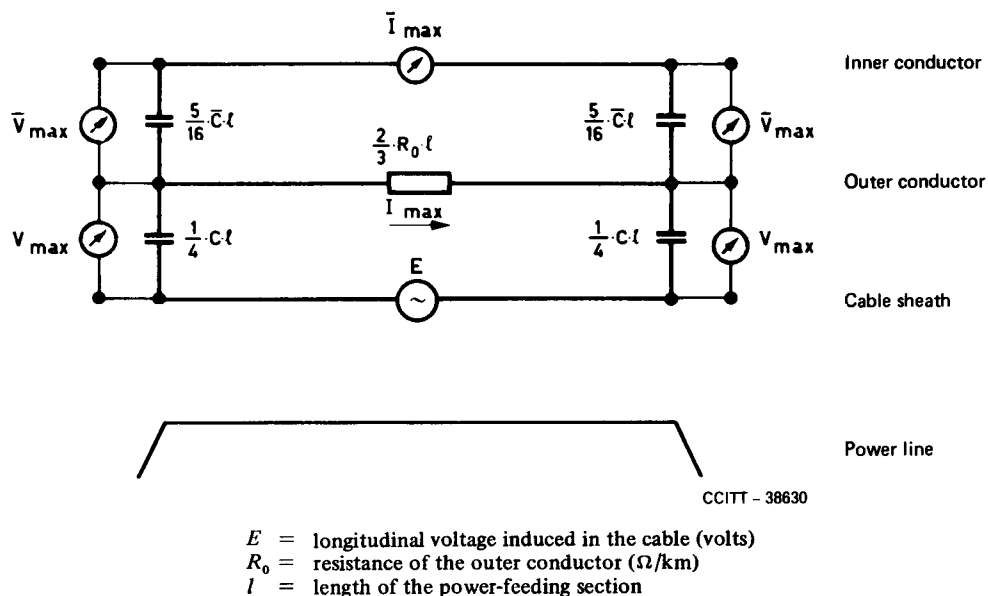 Ī max
Inner conductor
V̄ max
5/16 · C̄ · l
5/16 · C̄ · l
V̄ max
2/3 · R₀ · l
Outer conductor
I max
V max
1/4 · C · l
1/4 · C · l
V max
E
~
Cable sheath
Power line
CCITT – 38630
E = longitudinal voltage induced in the cable (volts)
R₀ = resistance of the outer conductor (Ω/km)
l = length of the power-feeding section